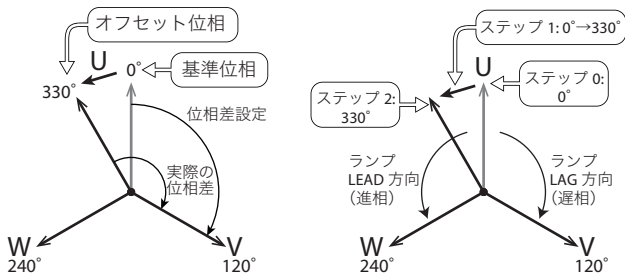 オフセット位相
U
0˚
基準位相
330˚
位相差設定
実際の
位相差
W
240˚
V
120˚
ステップ 1: 0˚→330˚
U
ステップ 0:
0˚
ステップ 2:
330˚
ランプ
LEAD 方向
（進相）
ランプ
LAG 方向
（遅相）
W
240˚
V
120˚